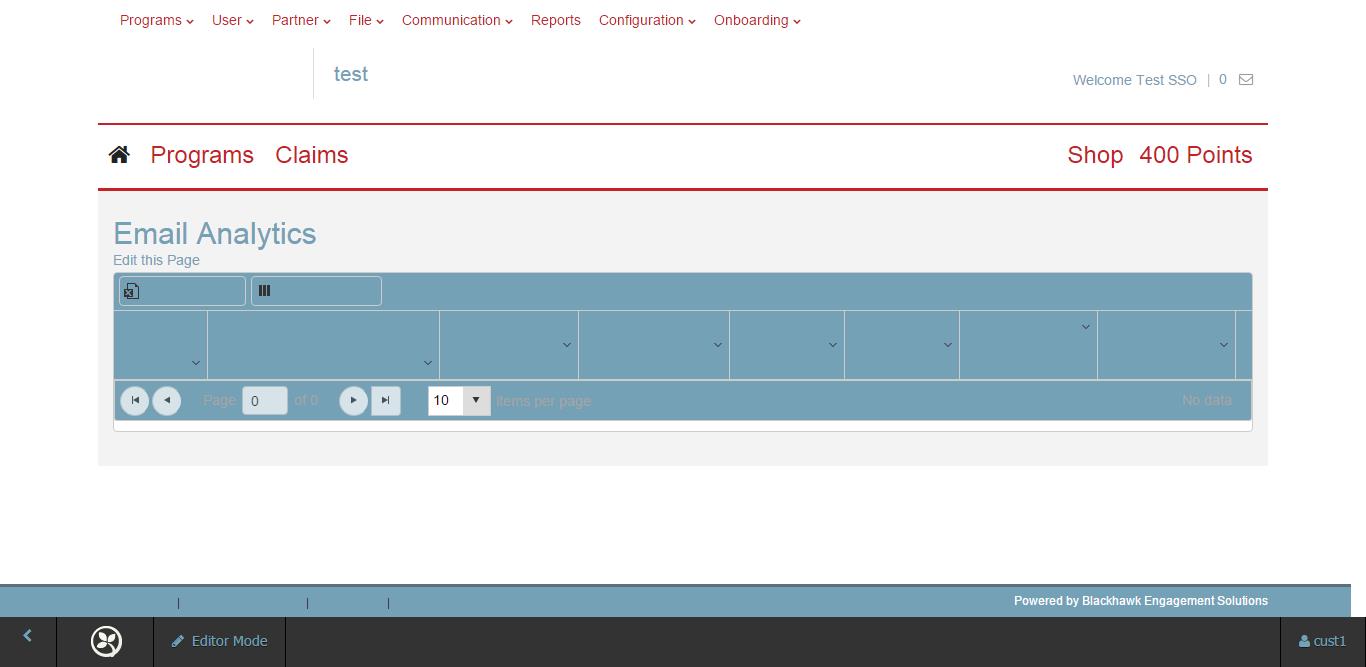 Programs User Partner File Communication Reports Configuration Onboarding
test
Welcome Test SSO | 0
Programs Claims Shop 400 Points
Email Analytics
Edit this Page
Page 0 of 0 10 items per page No data
| | | Powered by Blackhawk Engagement Solutions
Editor Mode cust1